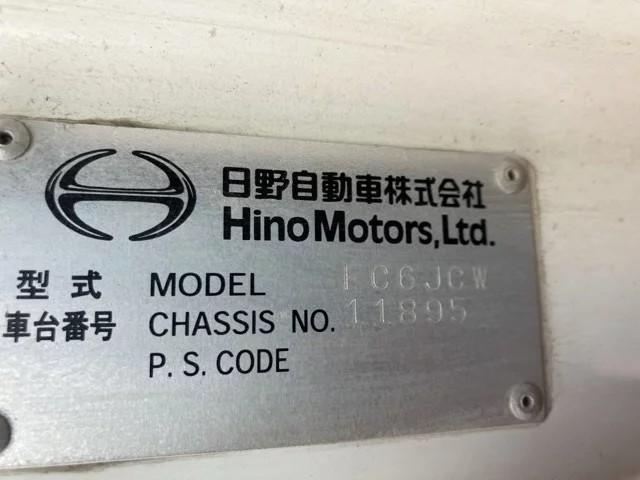 日野自動車株式会社
Hino Motors, Ltd.
型式 MODEL FC6JCW
車台番号 CHASSIS NO. 11895
P. S. CODE